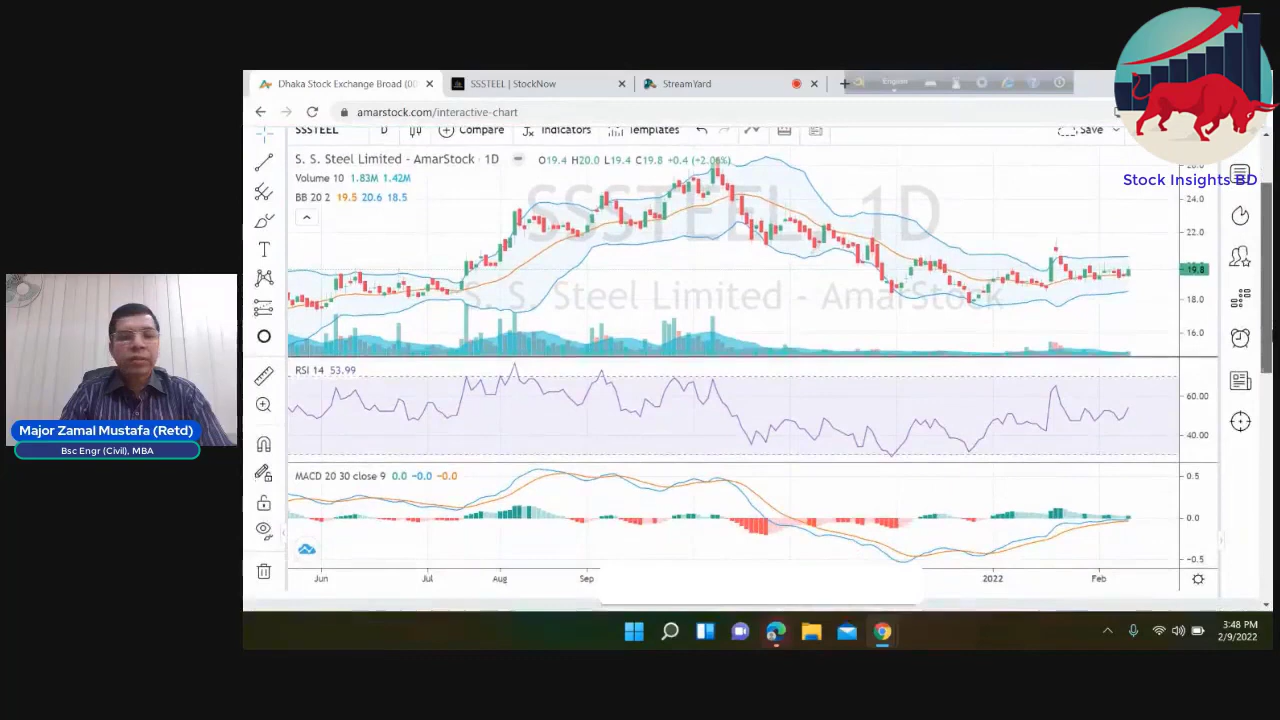 Dhaka Stock Exchange Broad (08
SSSTEEL | StockNow
StreamYard
English
amarstock.com/interactive-chart
SSSTEEL
D
Compare
Indicators
Templates
Save
S. S. Steel Limited - AmarStock · 1D
O19.4 H20.0 L19.4 C19.8 +0.4 (+2.06%)
Volume 10 1.83M 1.42M
BB 20 2 19.5 20.6 18.5
SSSTEEL, 1D
S. S. Steel Limited - AmarStock
26.0
24.0
22.0
19.8
18.0
16.0
RSI 14 53.99
60.00
40.00
MACD 20 30 close 9 0.0 −0.0 −0.0
0.5
0.0
−0.5
Jun
Jul
Aug
Sep
2022
Feb
Stock Insights BD
Major Zamal Mustafa (Retd)
Bsc Engr (Civil), MBA
3:48 PM
2/9/2022